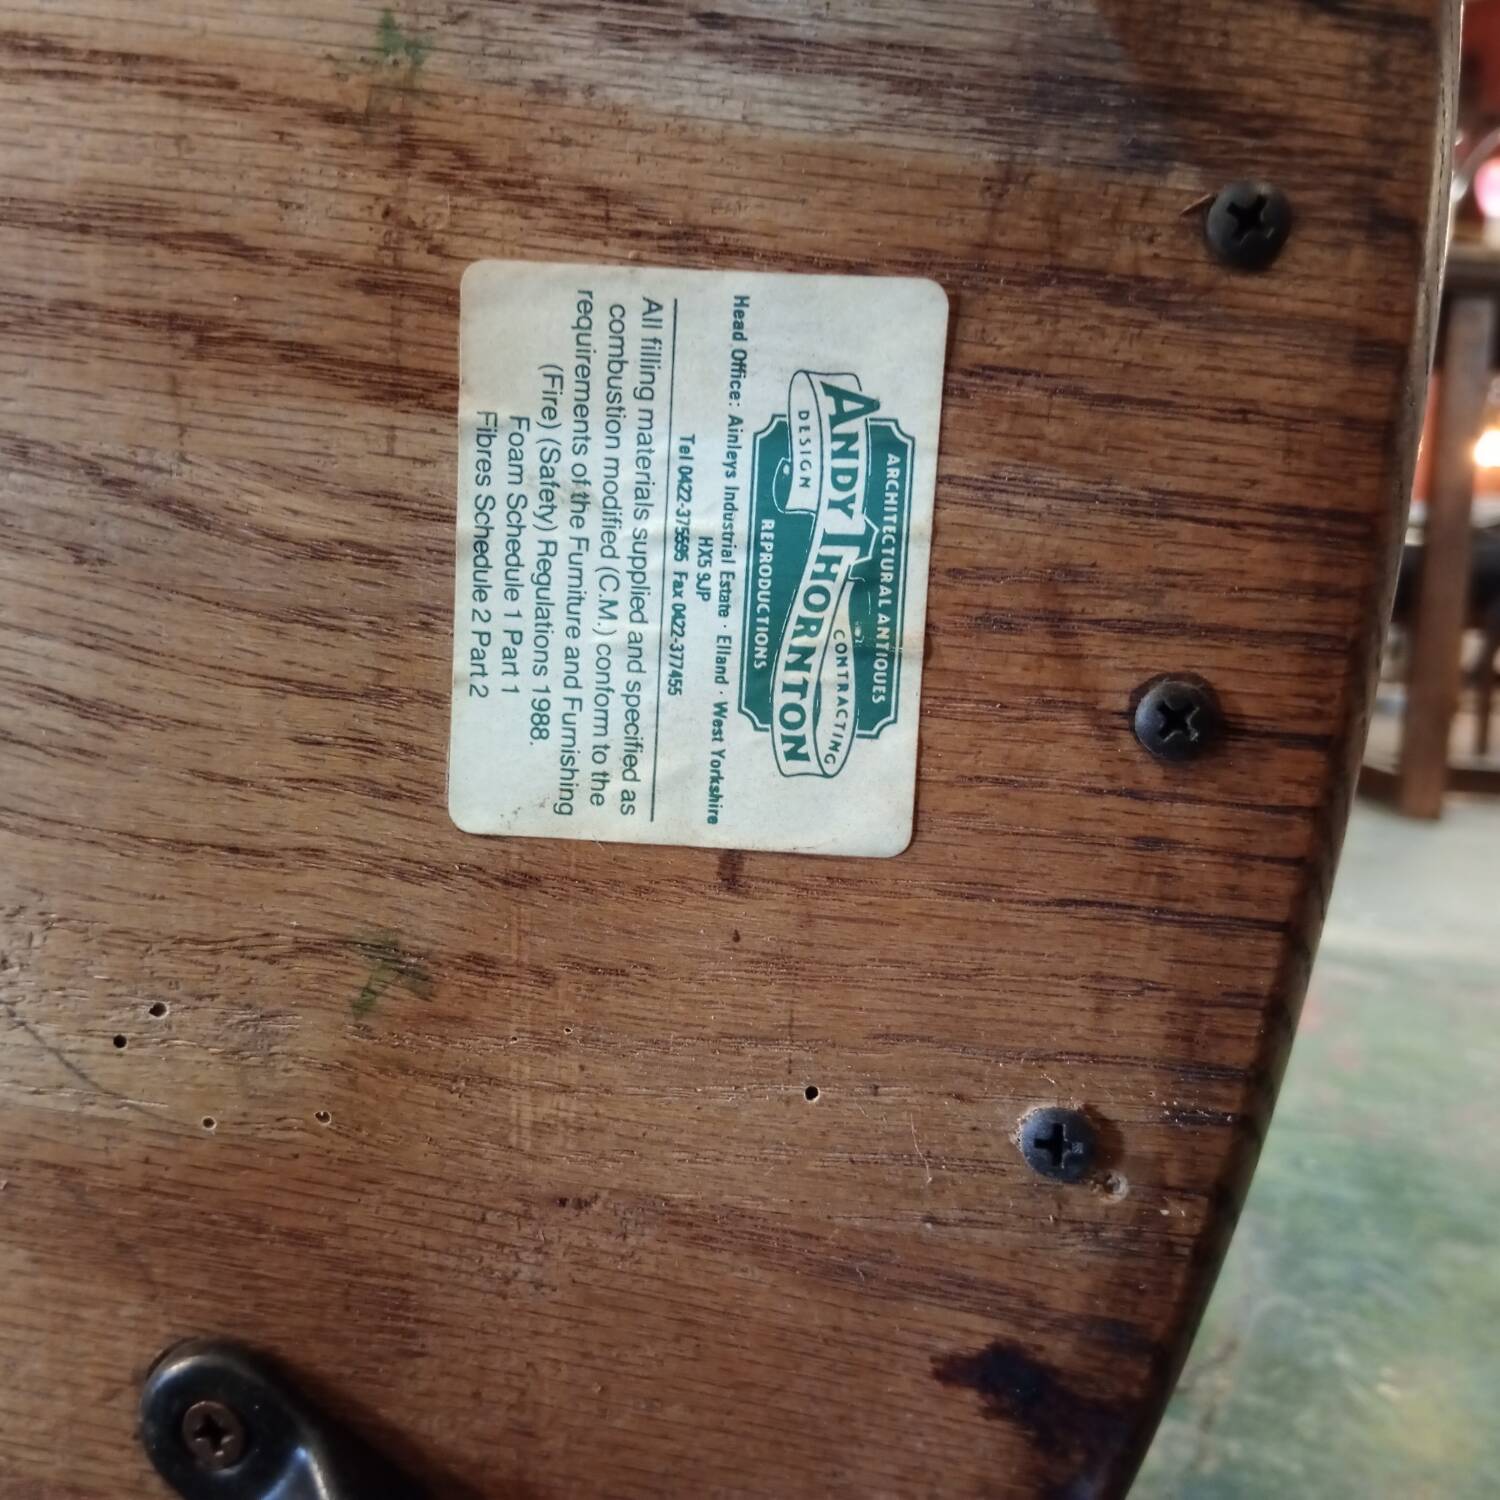 ARCHITECTURAL ANTIQUES
ANDY THORNTON
DESIGN
CONTRACTING
REPRODUCTIONS
Head Office: Ainleys Industrial Estate · Elland · West Yorkshire
HX5 9JP
Tel 0422-375595 Fax 0422-377455
All filling materials supplied and specified as
combustion modified (C.M.) conform to the
requirements of the Furniture and Furnishing
(Fire) (Safety) Regulations 1988.
Foam Schedule 1 Part 1
Fibres Schedule 2 Part 2